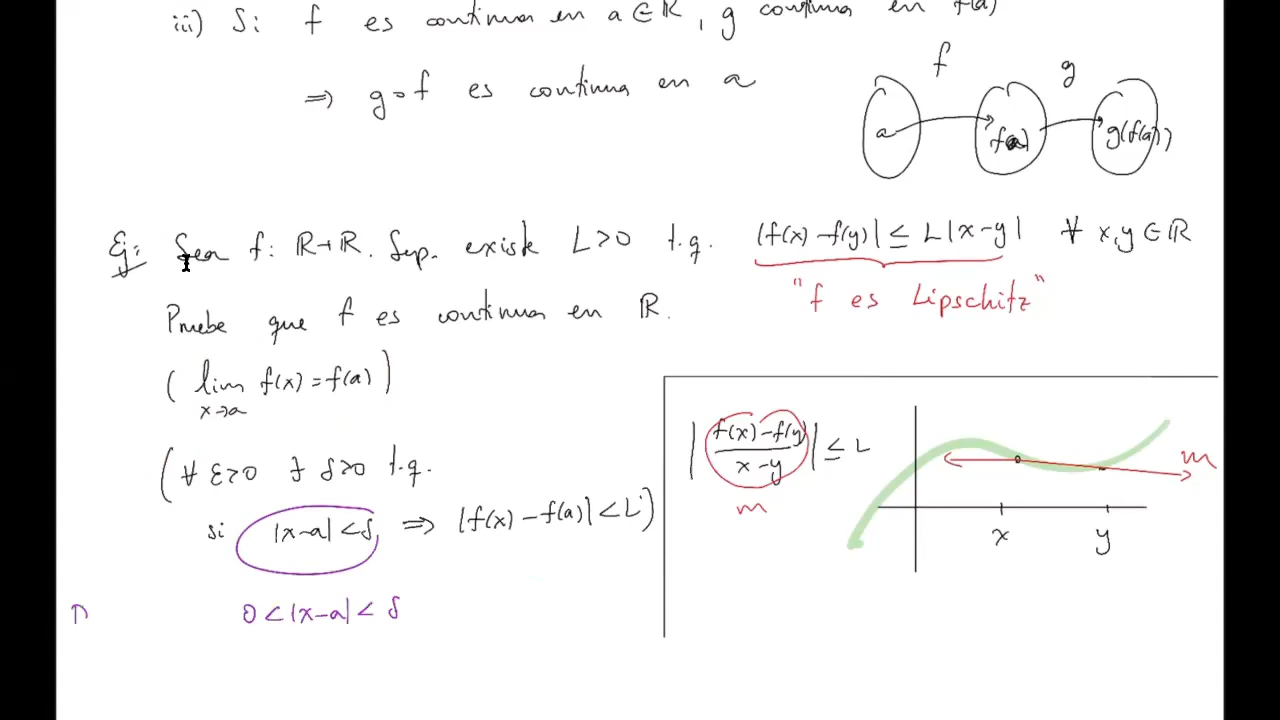 iii) Si f es continua en a ∈ ℝ, g continua en f(a)
⇒ g∘f es continua en a
f g
a f(a) g(f(a))
Ej: Sea f: ℝ→ℝ. Sup. existe L>0 t.q. |f(x)-f(y)| ≤ L|x-y| ∀ x,y ∈ ℝ
"f es Lipschitz"
Pruebe que f es continua en ℝ.
(lim f(x) = f(a))
x→a
(∀ ε>0 ∃ δ>0 t.q.
si |x-a|<δ ⇒ |f(x)-f(a)|<L)
0<|x-a|<δ
|f(x)-f(y)/x-y| ≤ L
m
m
x y